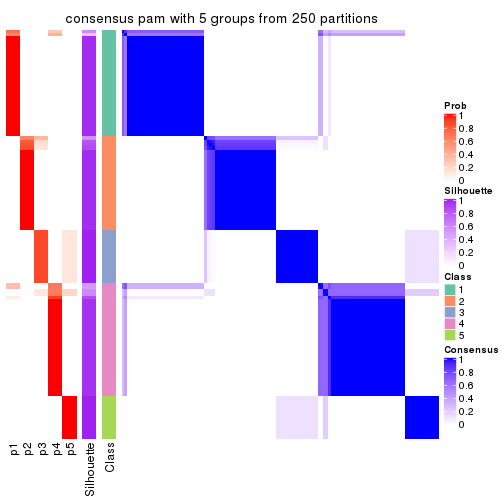 consensus pam with 5 groups from 250 partitions
Prob
1
0.8
0.6
0.4
0.2
0
Silhouette
1
0.8
0.6
0.4
0.2
0
Class
1
2
3
4
5
Consensus
1
0.8
0.6
0.4
0.2
0
p1
p2
p3
p4
p5
Silhouette
Class